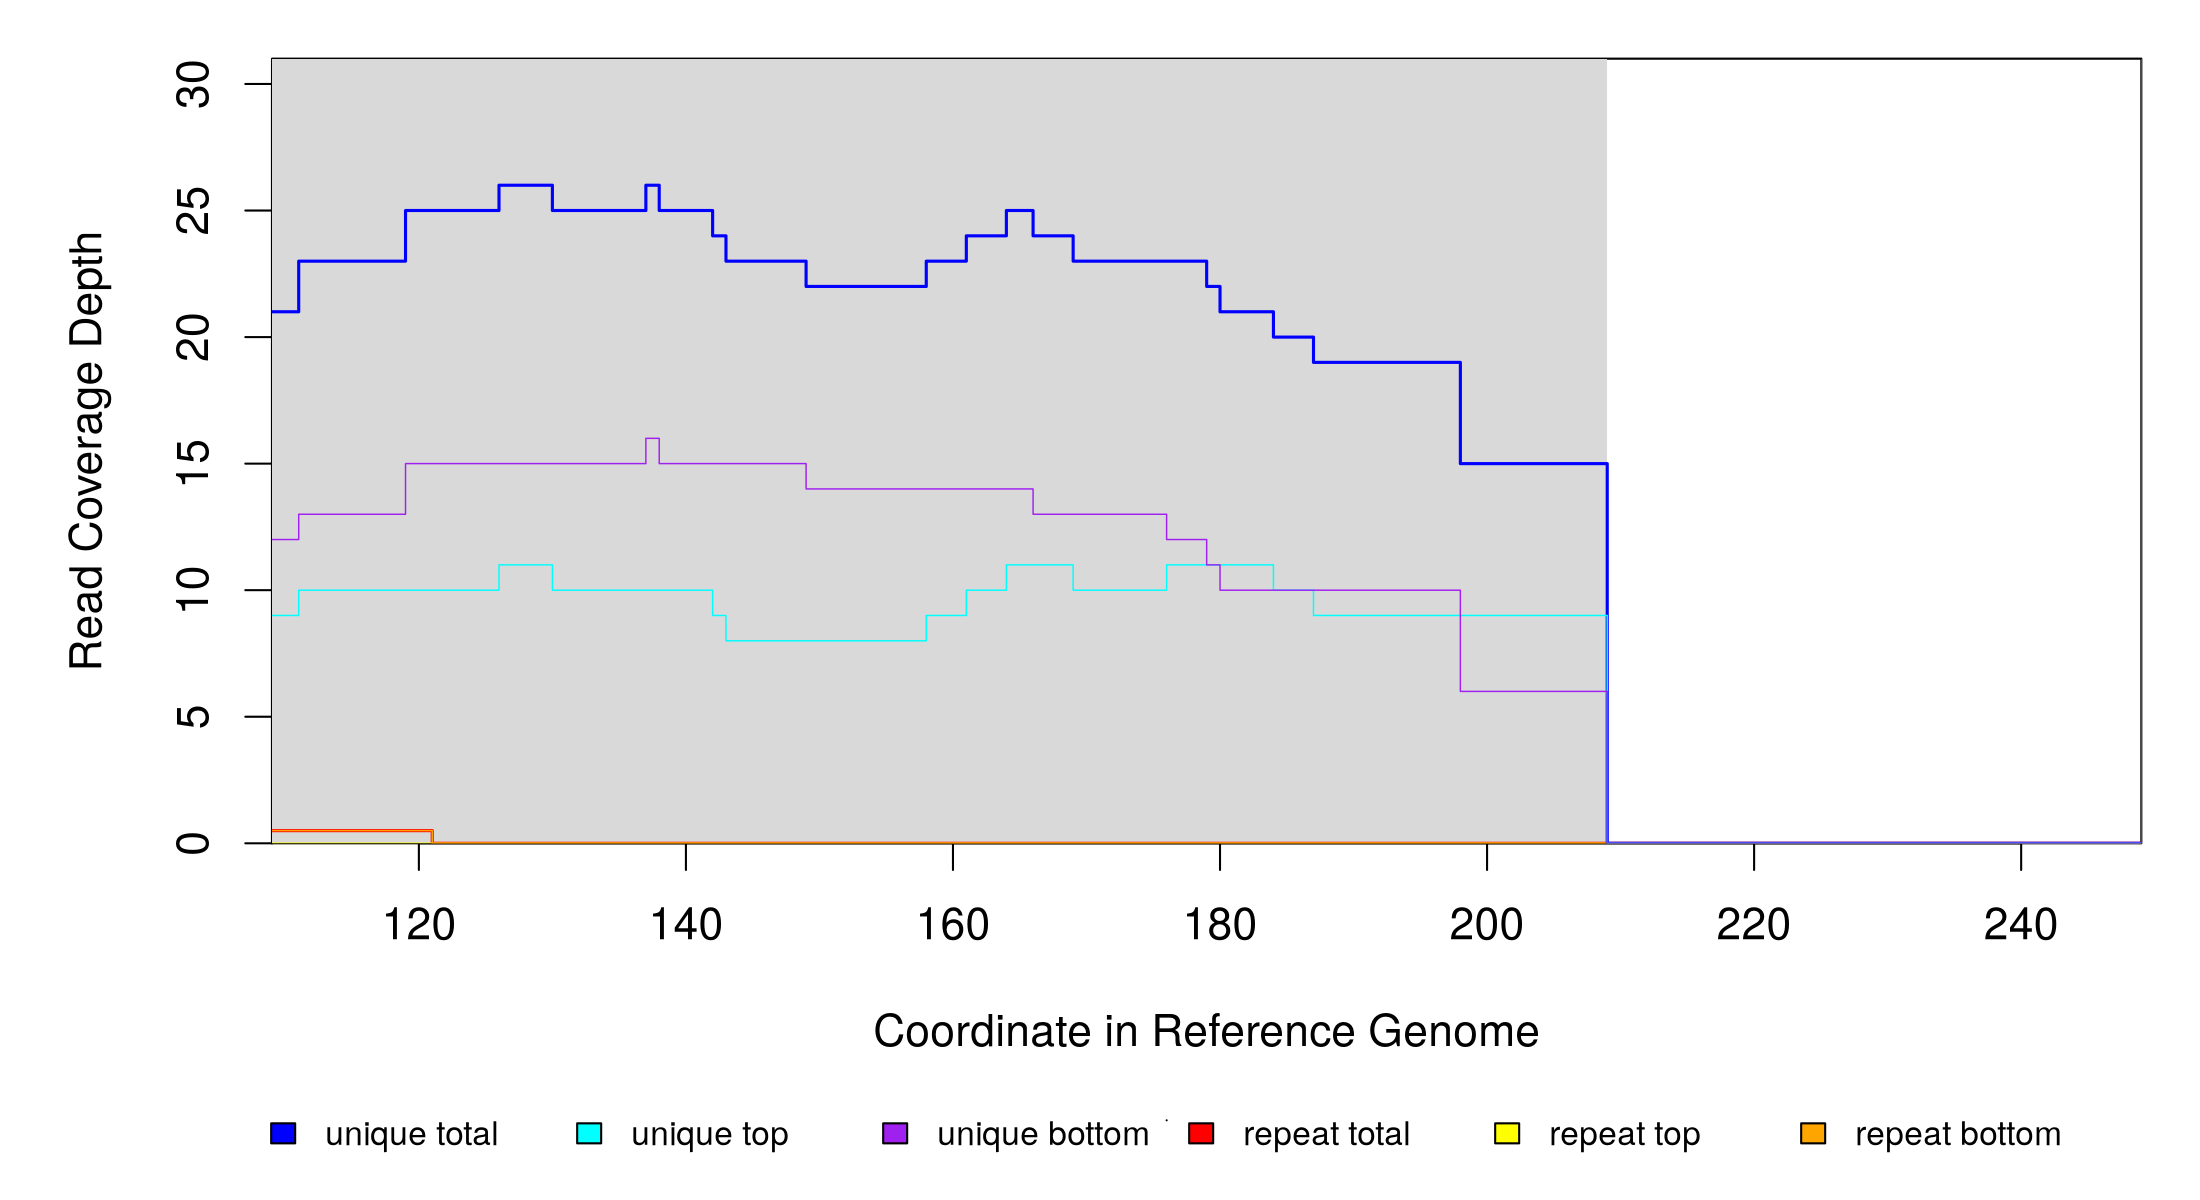 Read Coverage Depth
30
25
20
15
10
5
0
120 140 160 180 200 220 240
Coordinate in Reference Genome
unique total unique top unique bottom repeat total repeat top repeat bottom